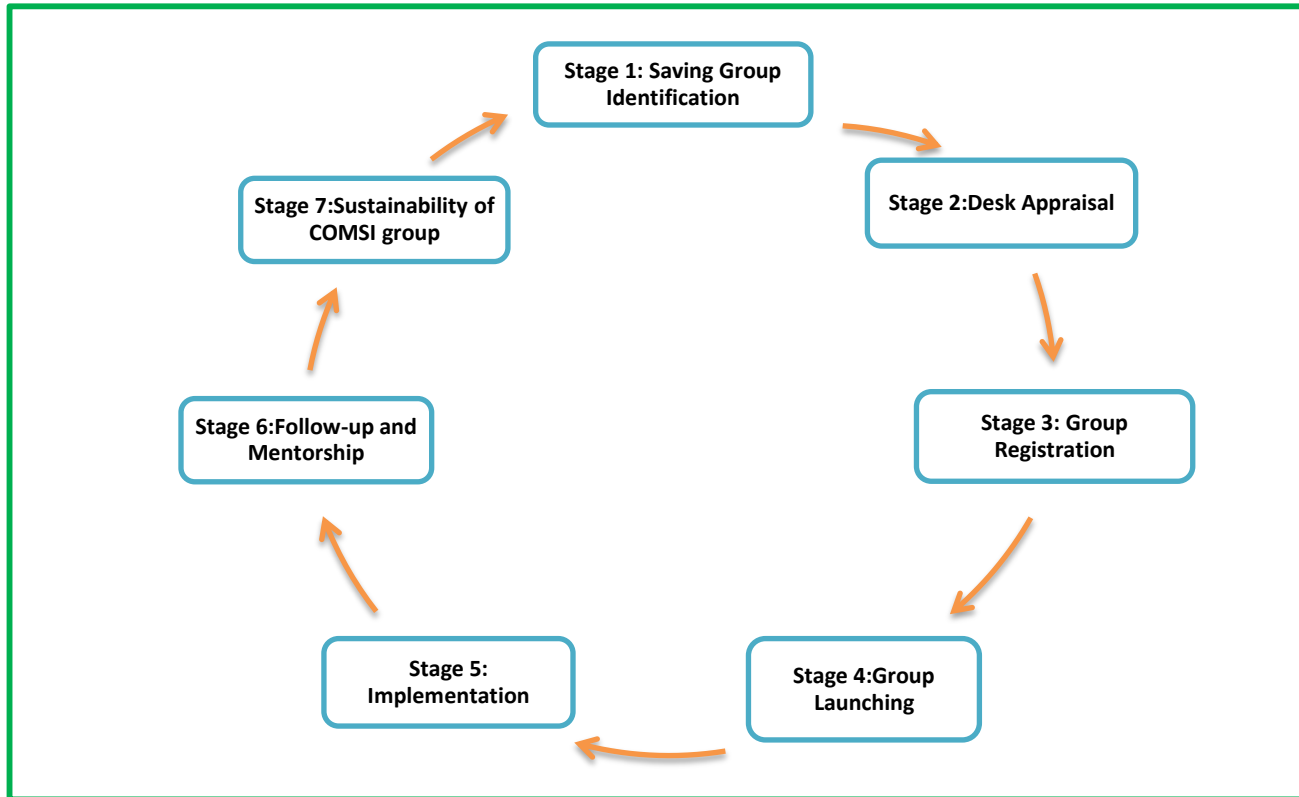 Stage 1: Saving Group
Identification
Stage 2:Desk Appraisal
Stage 3: Group
Registration
Stage 4:Group
Launching
Stage 5:
Implementation
Stage 6:Follow-up and
Mentorship
Stage 7:Sustainability of
COMSI group